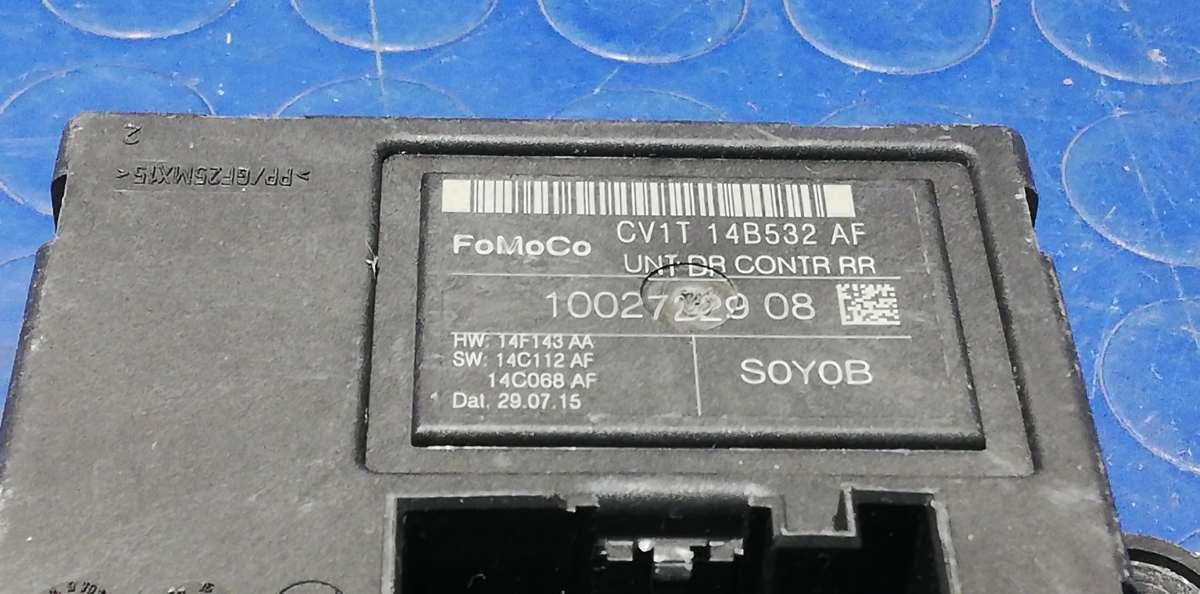 2
>PP/GF25MX15<
FoMoCo
CV1T 14B532 AF
UNT DR CONTR RR
08
HW: 14F143 AA
SW: 14C112 AF
14C068 AF
Dat. 29.07.15
S0Y0B